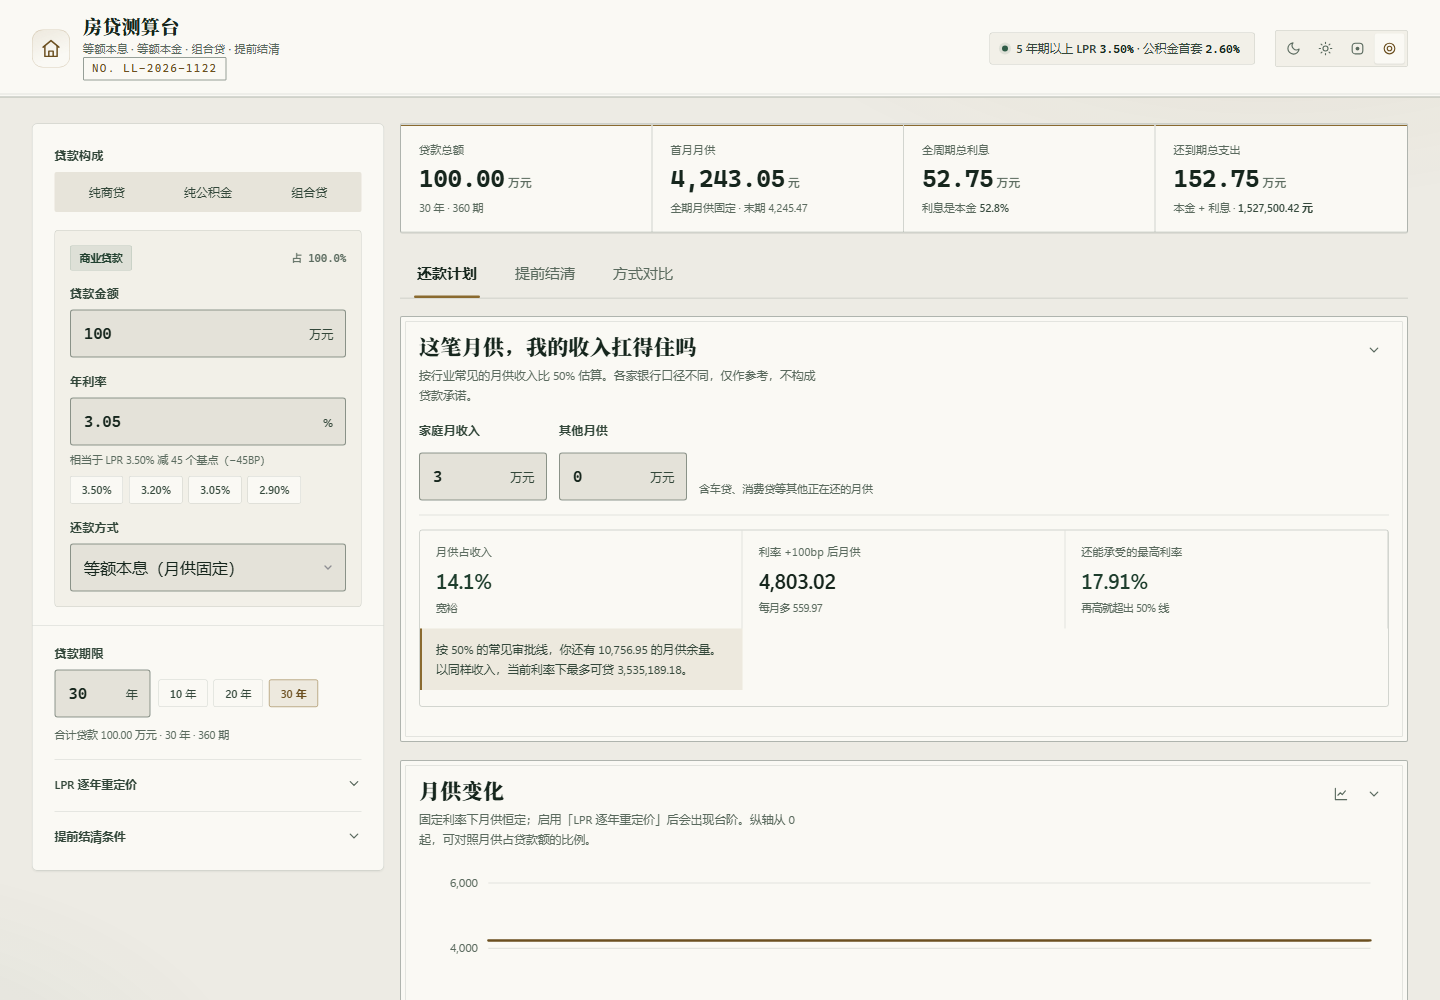 房贷测算台
等额本息 · 等额本金 · 组合贷 · 提前结清
NO. LL-2026-1122
5 年期以上 LPR 3.50% · 公积金首套 2.60%
贷款构成
纯商贷 纯公积金 组合贷
商业贷款 占 100.0%
贷款金额
100 万元
年利率
3.05 %
相当于 LPR 3.50% 减 45 个基点（-45BP）
3.50% 3.20% 3.05% 2.90%
还款方式
等额本息（月供固定）
贷款期限
30 年 10 年 20 年 30 年
合计贷款 100.00 万元 · 30 年 · 360 期
LPR 逐年重定价
提前结清条件
贷款总额
100.00 万元
30 年 · 360 期
首月月供
4,243.05 元
全期月供固定 · 末期 4,245.47
全周期总利息
52.75 万元
利息是本金 52.8%
还到期总支出
152.75 万元
本金 + 利息 · 1,527,500.42 元
还款计划 提前结清 方式对比
这笔月供，我的收入扛得住吗
按行业常见的月供收入比 50% 估算。各家银行口径不同，仅作参考，不构成
贷款承诺。
家庭月收入 其他月供
3 万元 0 万元 含车贷、消费贷等其他正在还的月供
月供占收入
14.1%
宽裕
利率 +100bp 后月供
4,803.02
每月多 559.97
还能承受的最高利率
17.91%
再高就超出 50% 线
按 50% 的常见审批线，你还有 10,756.95 的月供余量。
以同样收入，当前利率下最多可贷 3,535,189.18。
月供变化
固定利率下月供恒定；启用「LPR 逐年重定价」后会出现台阶。纵轴从 0
起，可对照月供占贷款额的比例。
6,000
4,000